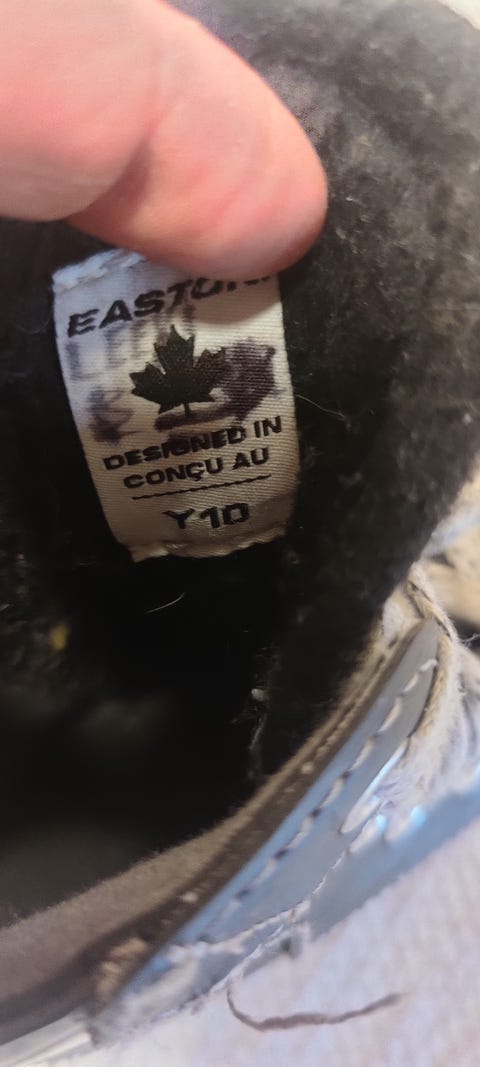 EASTON
DESIGNED IN
CONÇU AU
Y10